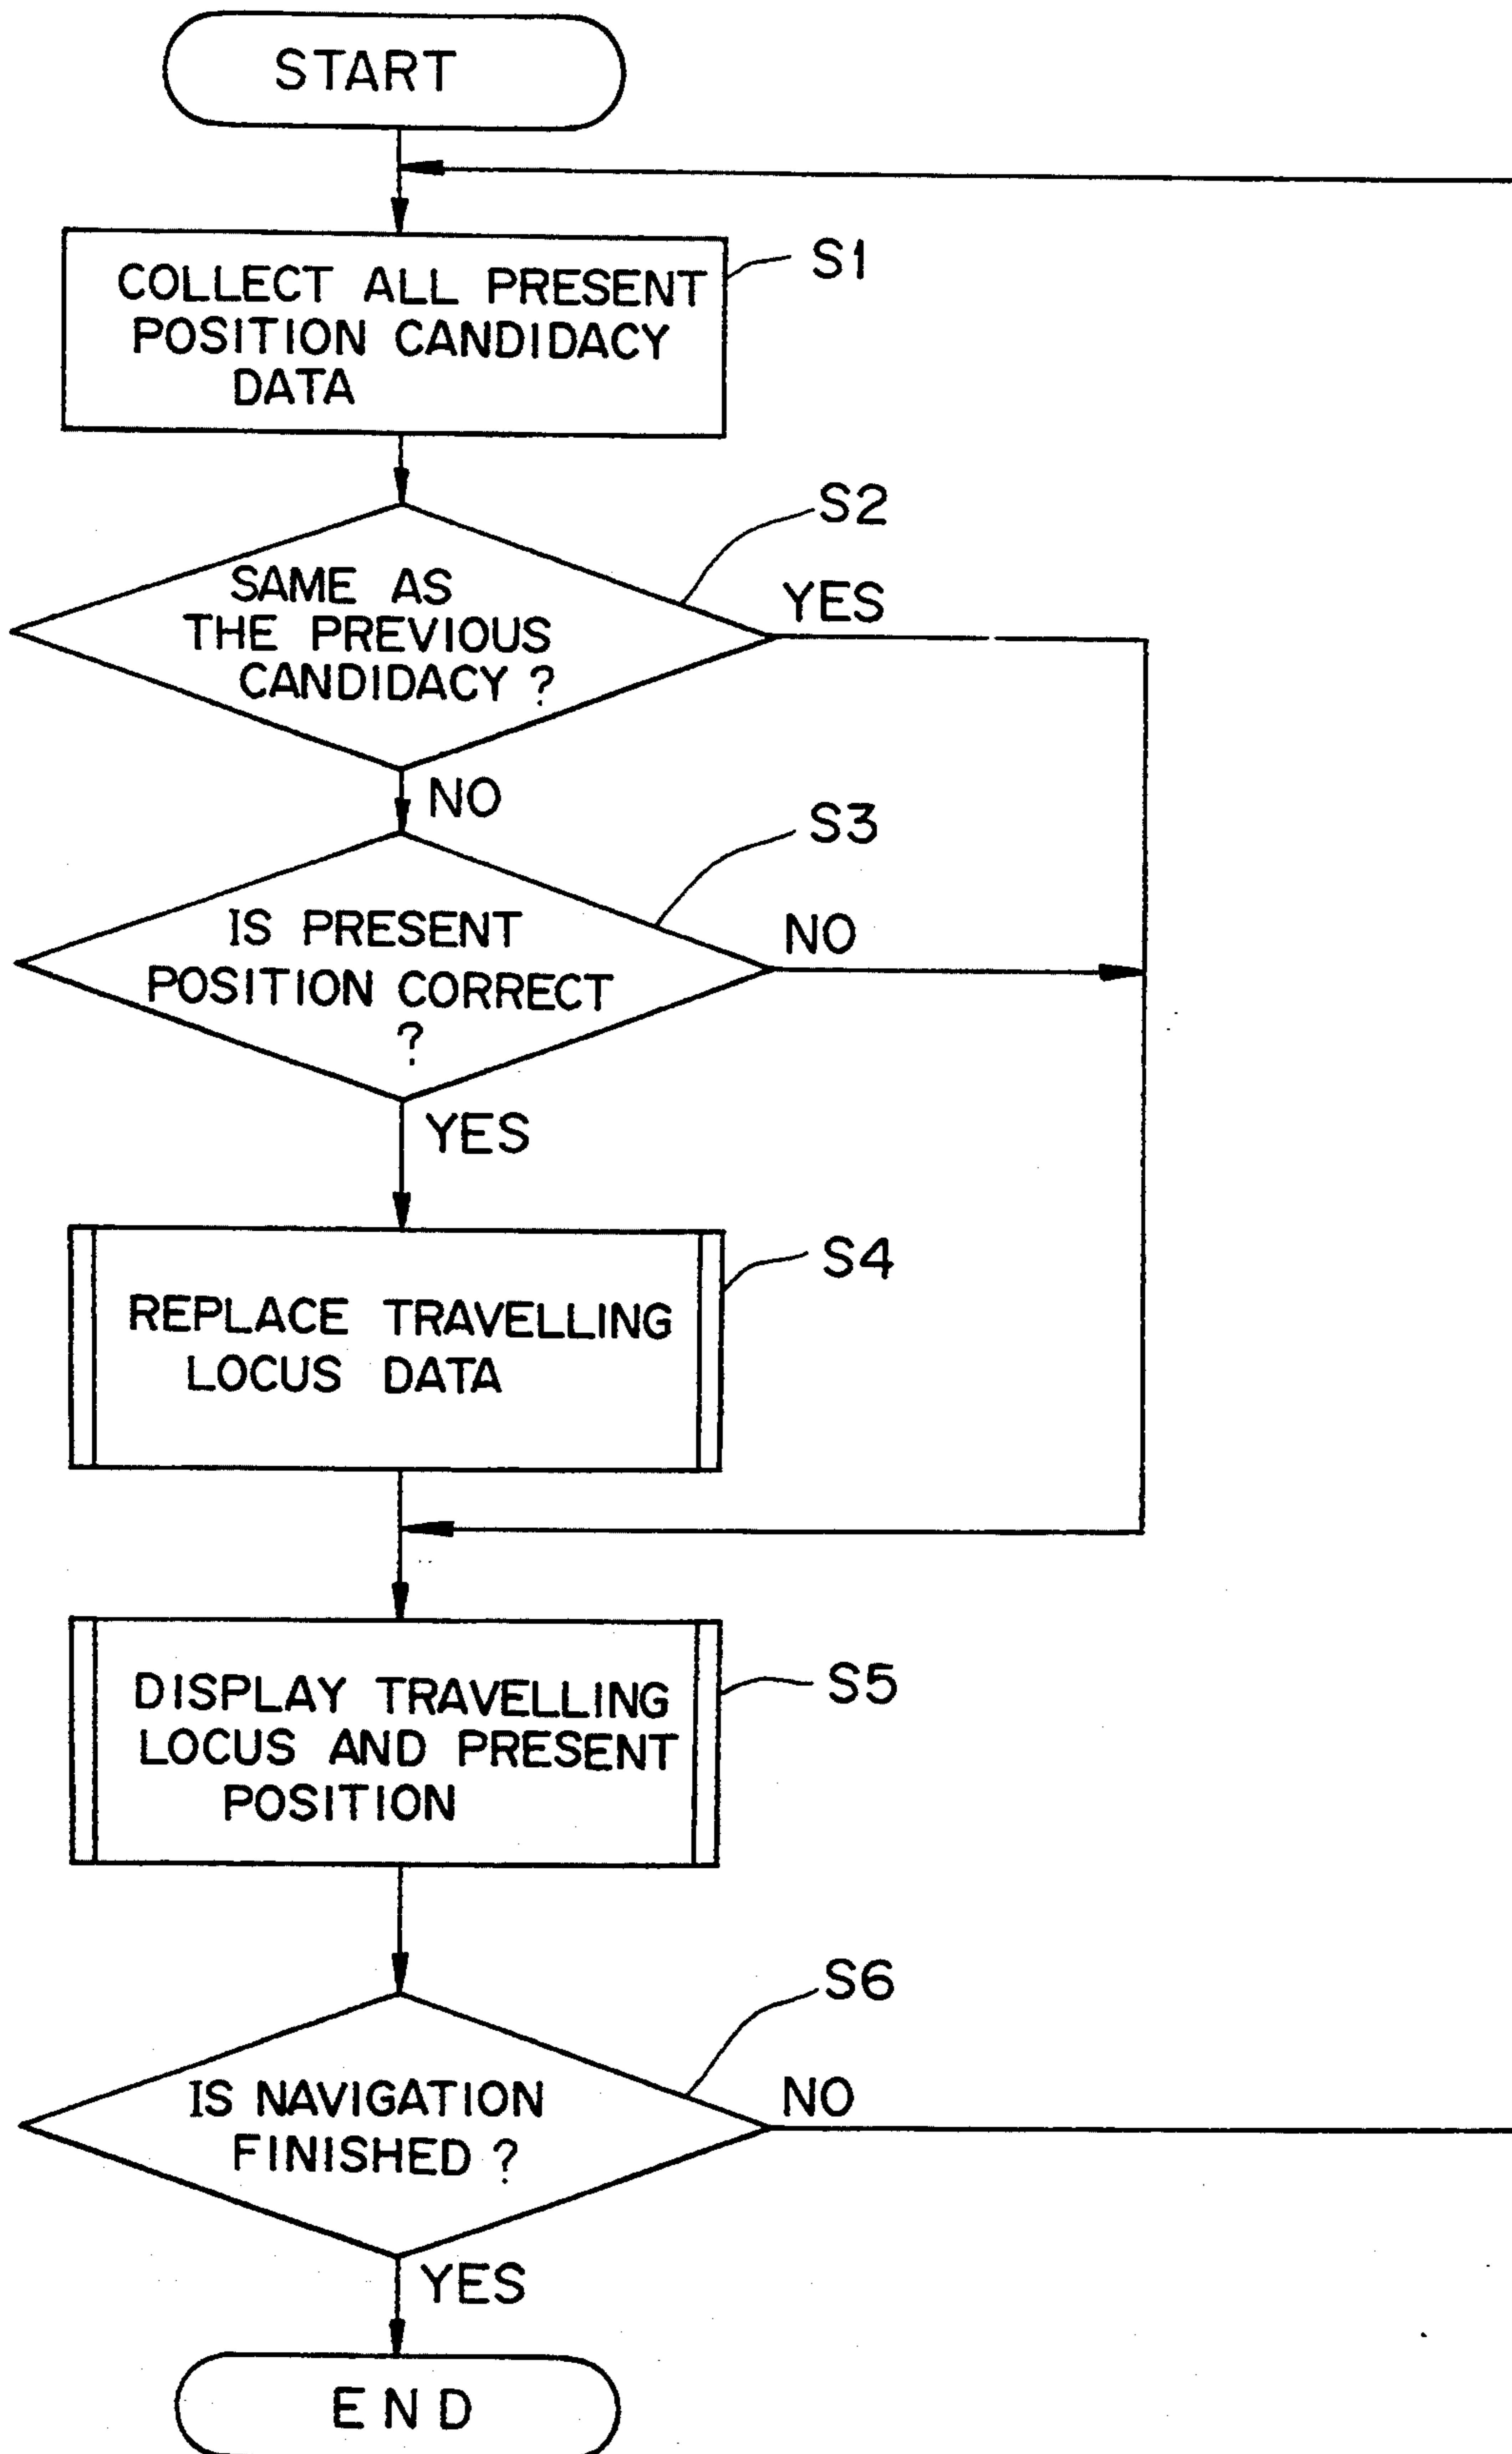 START
COLLECT ALL PRESENT
POSITION CANDIDACY
DATA
S1
SAME AS
THE PREVIOUS
CANDIDACY ?
S2
YES
NO
IS PRESENT
POSITION CORRECT
?
S3
NO
YES
REPLACE TRAVELLING
LOCUS DATA
S4
DISPLAY TRAVELLING
LOCUS AND PRESENT
POSITION
S5
IS NAVIGATION
FINISHED ?
S6
NO
YES
END